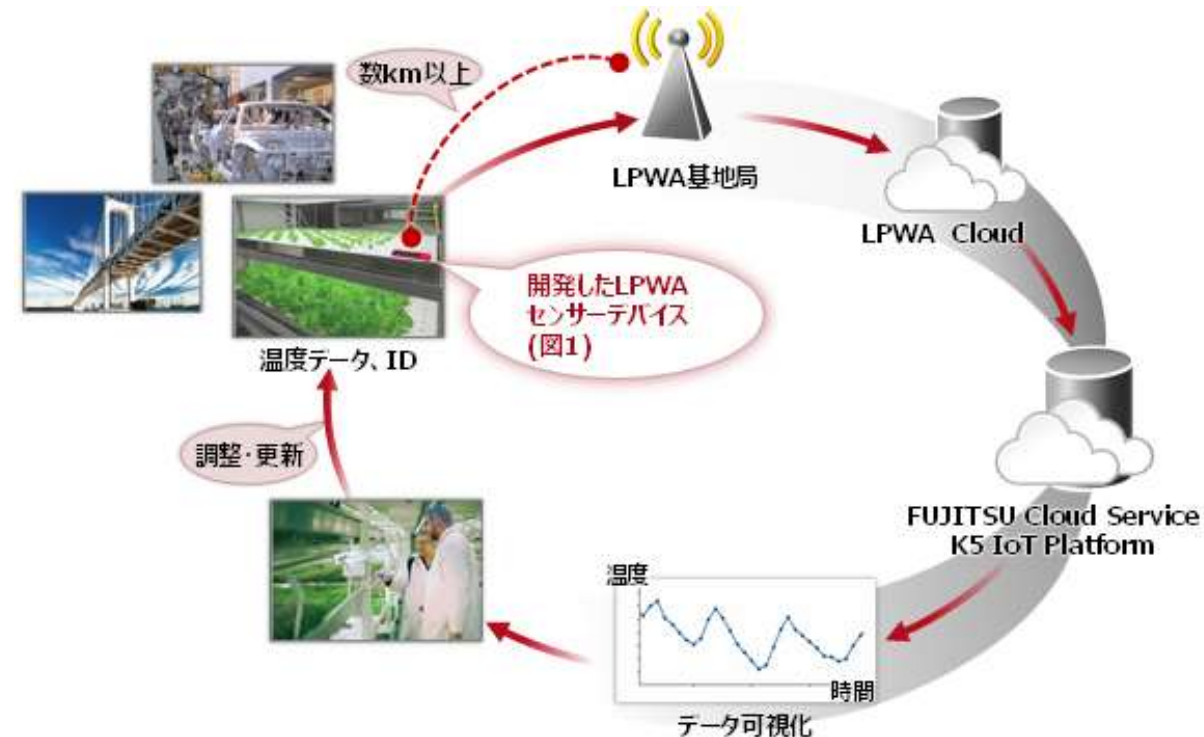 数km以上
LPWA基地局
LPWA Cloud
開発したLPWA
センサーデバイス
(図1)
温度データ、ID
調整・更新
FUJITSU Cloud Service
K5 IoT Platform
温度
時間
データ可視化